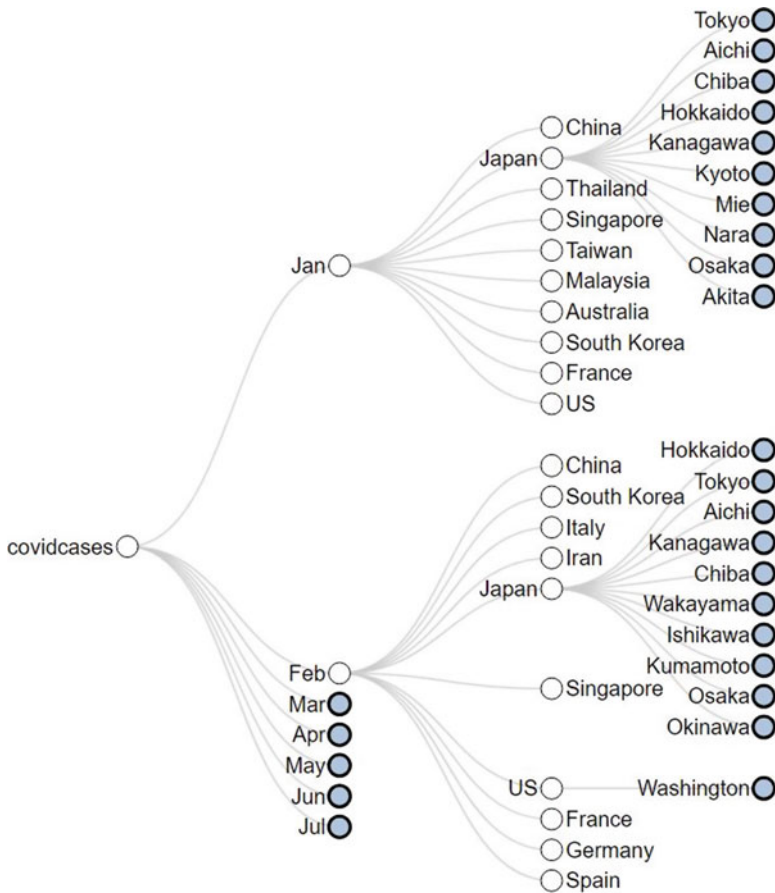 covidcases
Jan
China
Japan
Tokyo
Aichi
Chiba
Hokkaido
Kanagawa
Kyoto
Mie
Nara
Osaka
Akita
Thailand
Singapore
Taiwan
Malaysia
Australia
South Korea
France
US
Feb
China
South Korea
Italy
Iran
Japan
Hokkaido
Tokyo
Aichi
Kanagawa
Chiba
Wakayama
Ishikawa
Kumamoto
Osaka
Okinawa
Singapore
US
Washington
France
Germany
Spain
Mar
Apr
May
Jun
Jul